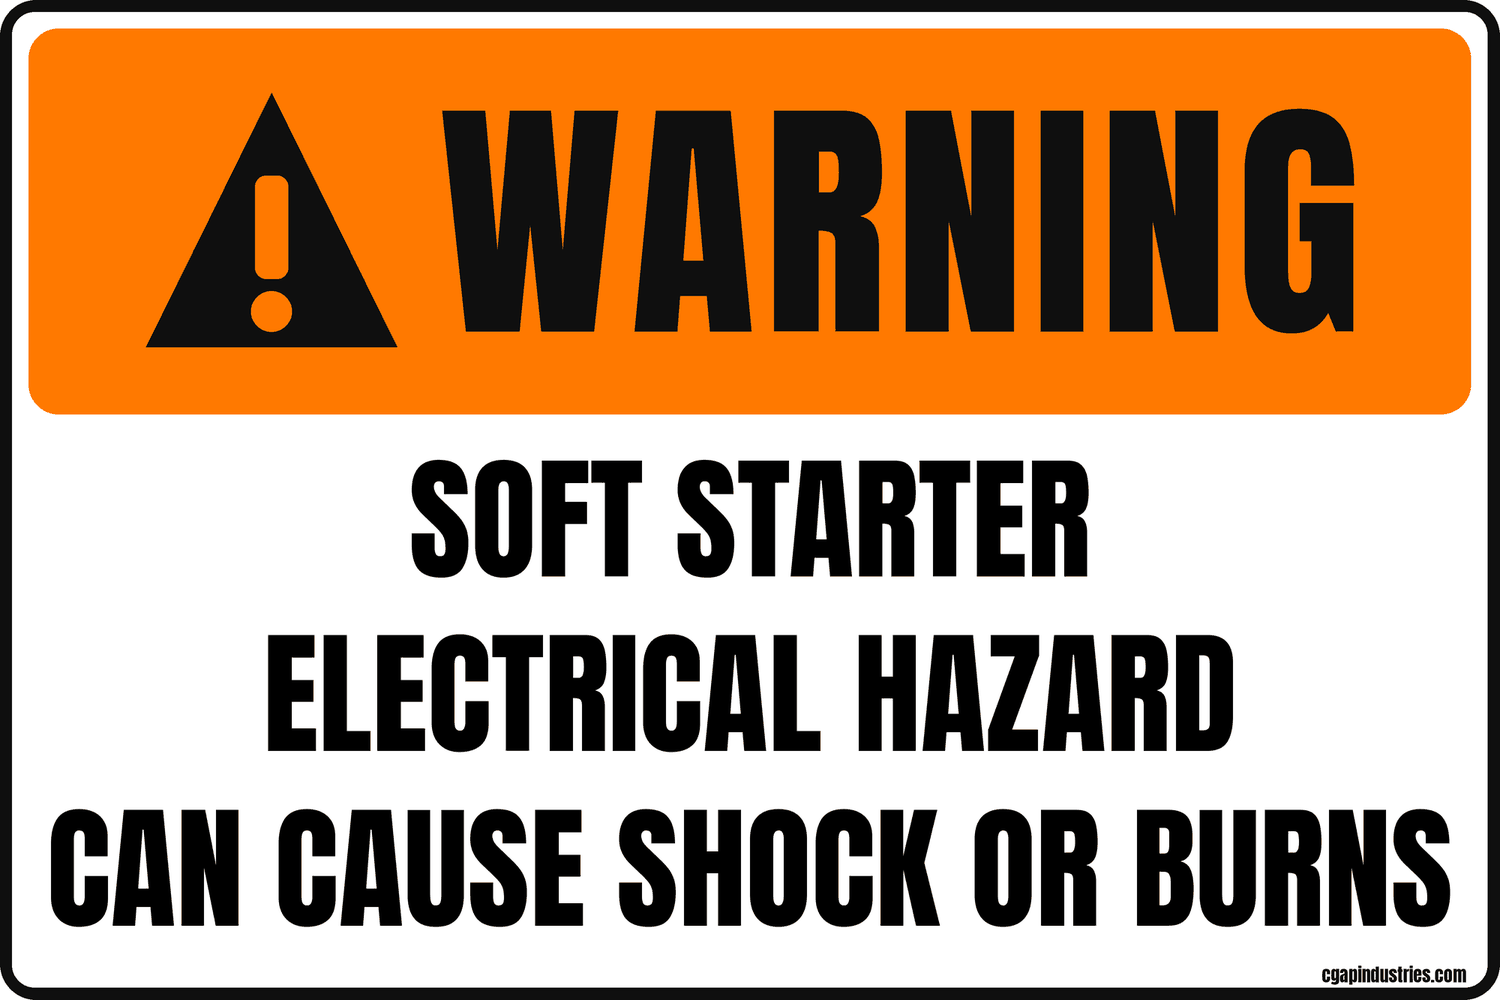 WARNING
SOFT STARTER
ELECTRICAL HAZARD
CAN CAUSE SHOCK OR BURNS
cgapindustries.com